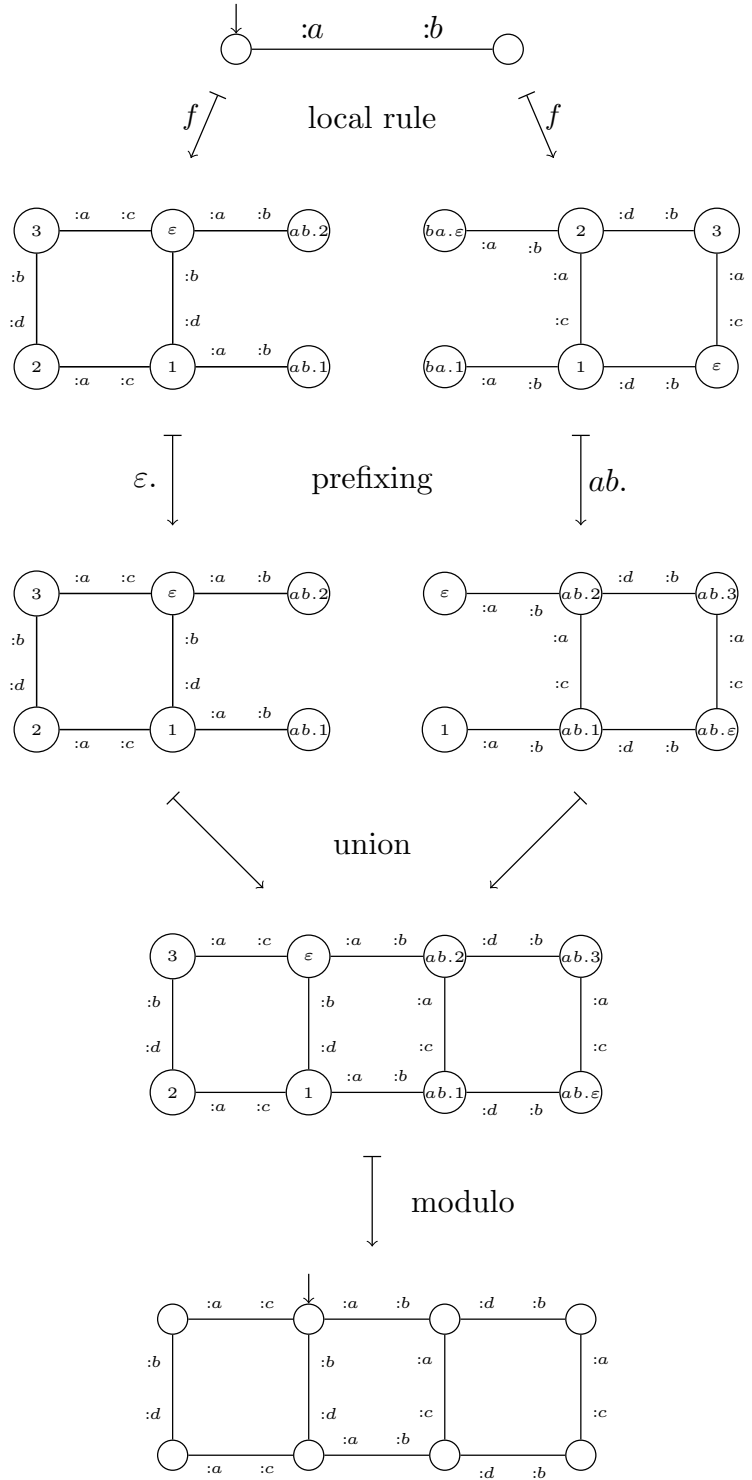 :a :b
f local rule f
:a :c :a :b :d :b
3 ε ab.2 ba.ε 2 3
:a :b
:b :b :a :a
:d :d :c :c
:a :b
2 1 ab.1 ba.1 1 ε
:a :c :a :b :d :b
ε. prefixing ab.
:a :c :a :b :d :b
3 ε ab.2 ε ab.2 ab.3
:a :b
:b :b :a :a
:d :d :c :c
:a :b
2 1 ab.1 1 ab.1 ab.ε
:a :c :a :b :d :b
union
:a :c :a :b :d :b
3 ε ab.2 ab.3
:b :b :a :a
:d :d :c :c
:a :b
2 1 ab.1 ab.ε
:a :c :d :b
modulo
:a :c :a :b :d :b
:b :b :a :a
:d :d :c :c
:a :b
:a :c :d :b